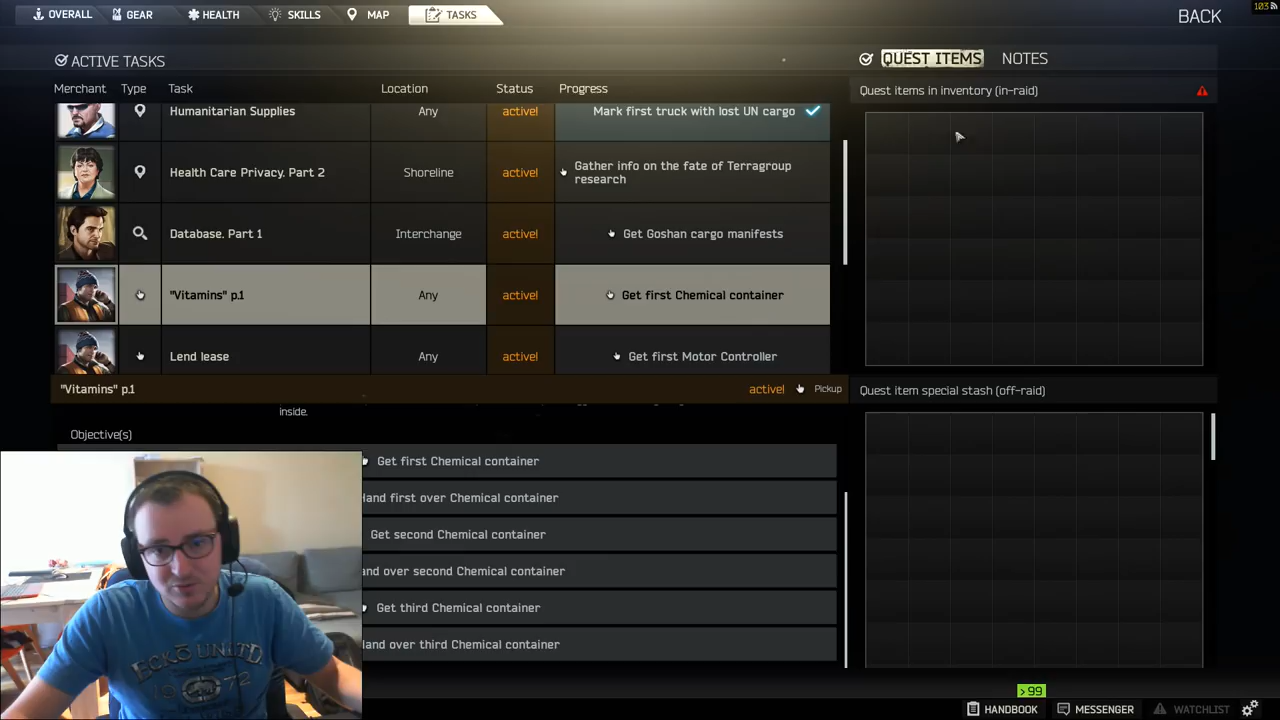 OVERALL GEAR HEALTH SKILLS MAP TASKS
103
BACK
ACTIVE TASKS
QUEST ITEMS NOTES
Merchant Type Task Location Status Progress
Quest items in inventory (in-raid)
Humanitarian Supplies Any active! Mark first truck with lost UN cargo
Health Care Privacy. Part 2 Shoreline active! Gather info on the fate of Terragroup
research
Database. Part 1 Interchange active! Get Goshan cargo manifests
"Vitamins" p.1 Any active! Get first Chemical container
Lend lease Any active! Get first Motor Controller
"Vitamins" p.1 active! Pickup
Quest item special stash (off-raid)
inside.
Objective(s)
Get first Chemical container
Hand first over Chemical container
Get second Chemical container
and over second Chemical container
Get third Chemical container
Hand over third Chemical container
ECKO UNLTD.
1 72
>99
HANDBOOK MESSENGER WATCHLIST